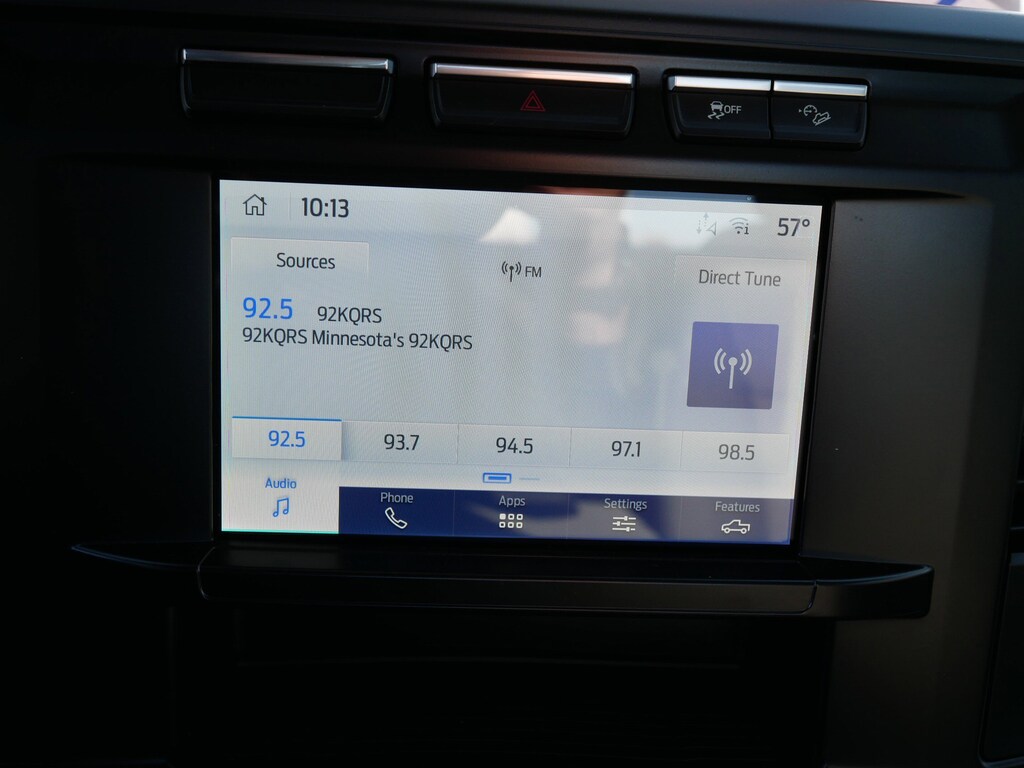 OFF
10:13
57°
Sources
FM
Direct Tune
92.5 92KQRS
92KQRS Minnesota's 92KQRS
92.5 93.7 94.5 97.1 98.5
Audio Phone Apps Settings Features